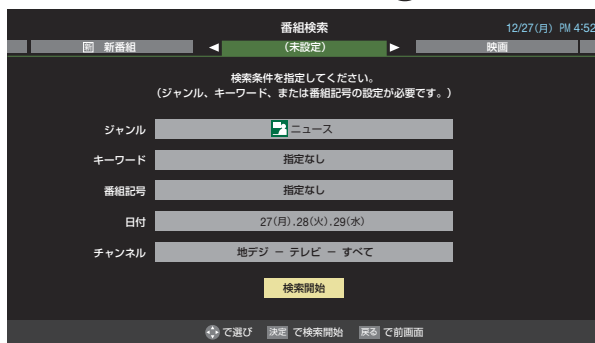 番組検索
12/27(月) PM 4:52
新 新番組 ◀ (未設定) ▶ 映画
検索条件を指定してください。
(ジャンル、キーワード、または番組記号の設定が必要です。)
ジャンル ニュース
キーワード 指定なし
番組記号 指定なし
日付 27(月).28(火).29(水)
チャンネル 地デジ － テレビ － すべて
検索開始
で選び 決定 で検索開始 戻る で前画面